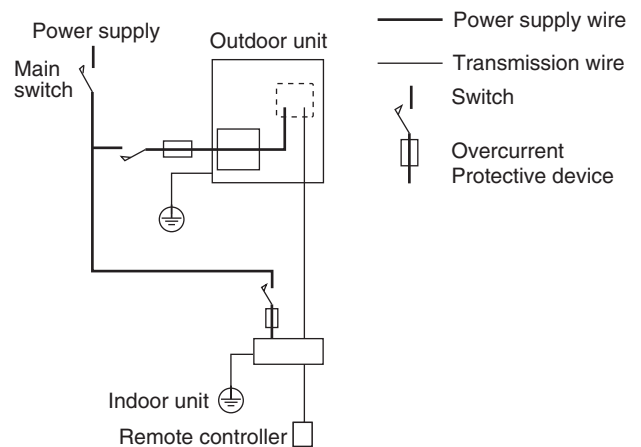 Power supply
Outdoor unit
Main
switch
Indoor unit
Remote controller
Power supply wire
Transmission wire
Switch
Overcurrent
Protective device